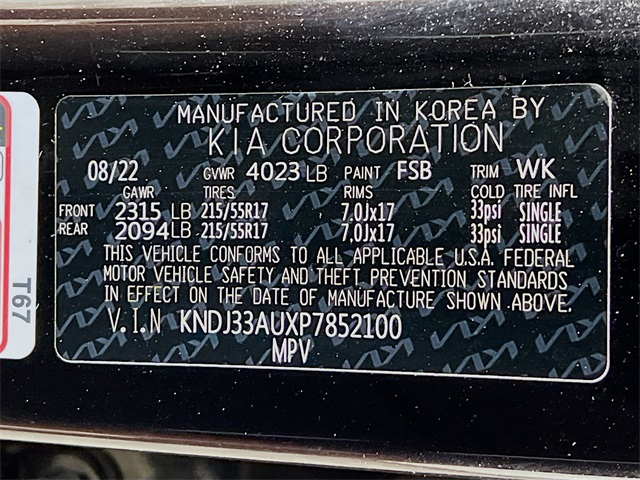 MANUFACTURED IN KOREA BY
KIA CORPORATION
08/22 GVWR 4023 LB PAINT FSB TRIM WK
GAWR TIRES RIMS COLD TIRE INFL
FRONT 2315 LB 215/55R17 7.0Jx17 33psi SINGLE
REAR 2094 LB 215/55R17 7.0Jx17 33psi SINGLE
THIS VEHICLE CONFORMS TO ALL APPLICABLE U.S.A. FEDERAL
MOTOR VEHICLE SAFETY AND THEFT PREVENTION STANDARDS
IN EFFECT ON THE DATE OF MANUFACTURE SHOWN ABOVE.
V.I.N KNDJ33AUXP7852100
MPV
T67